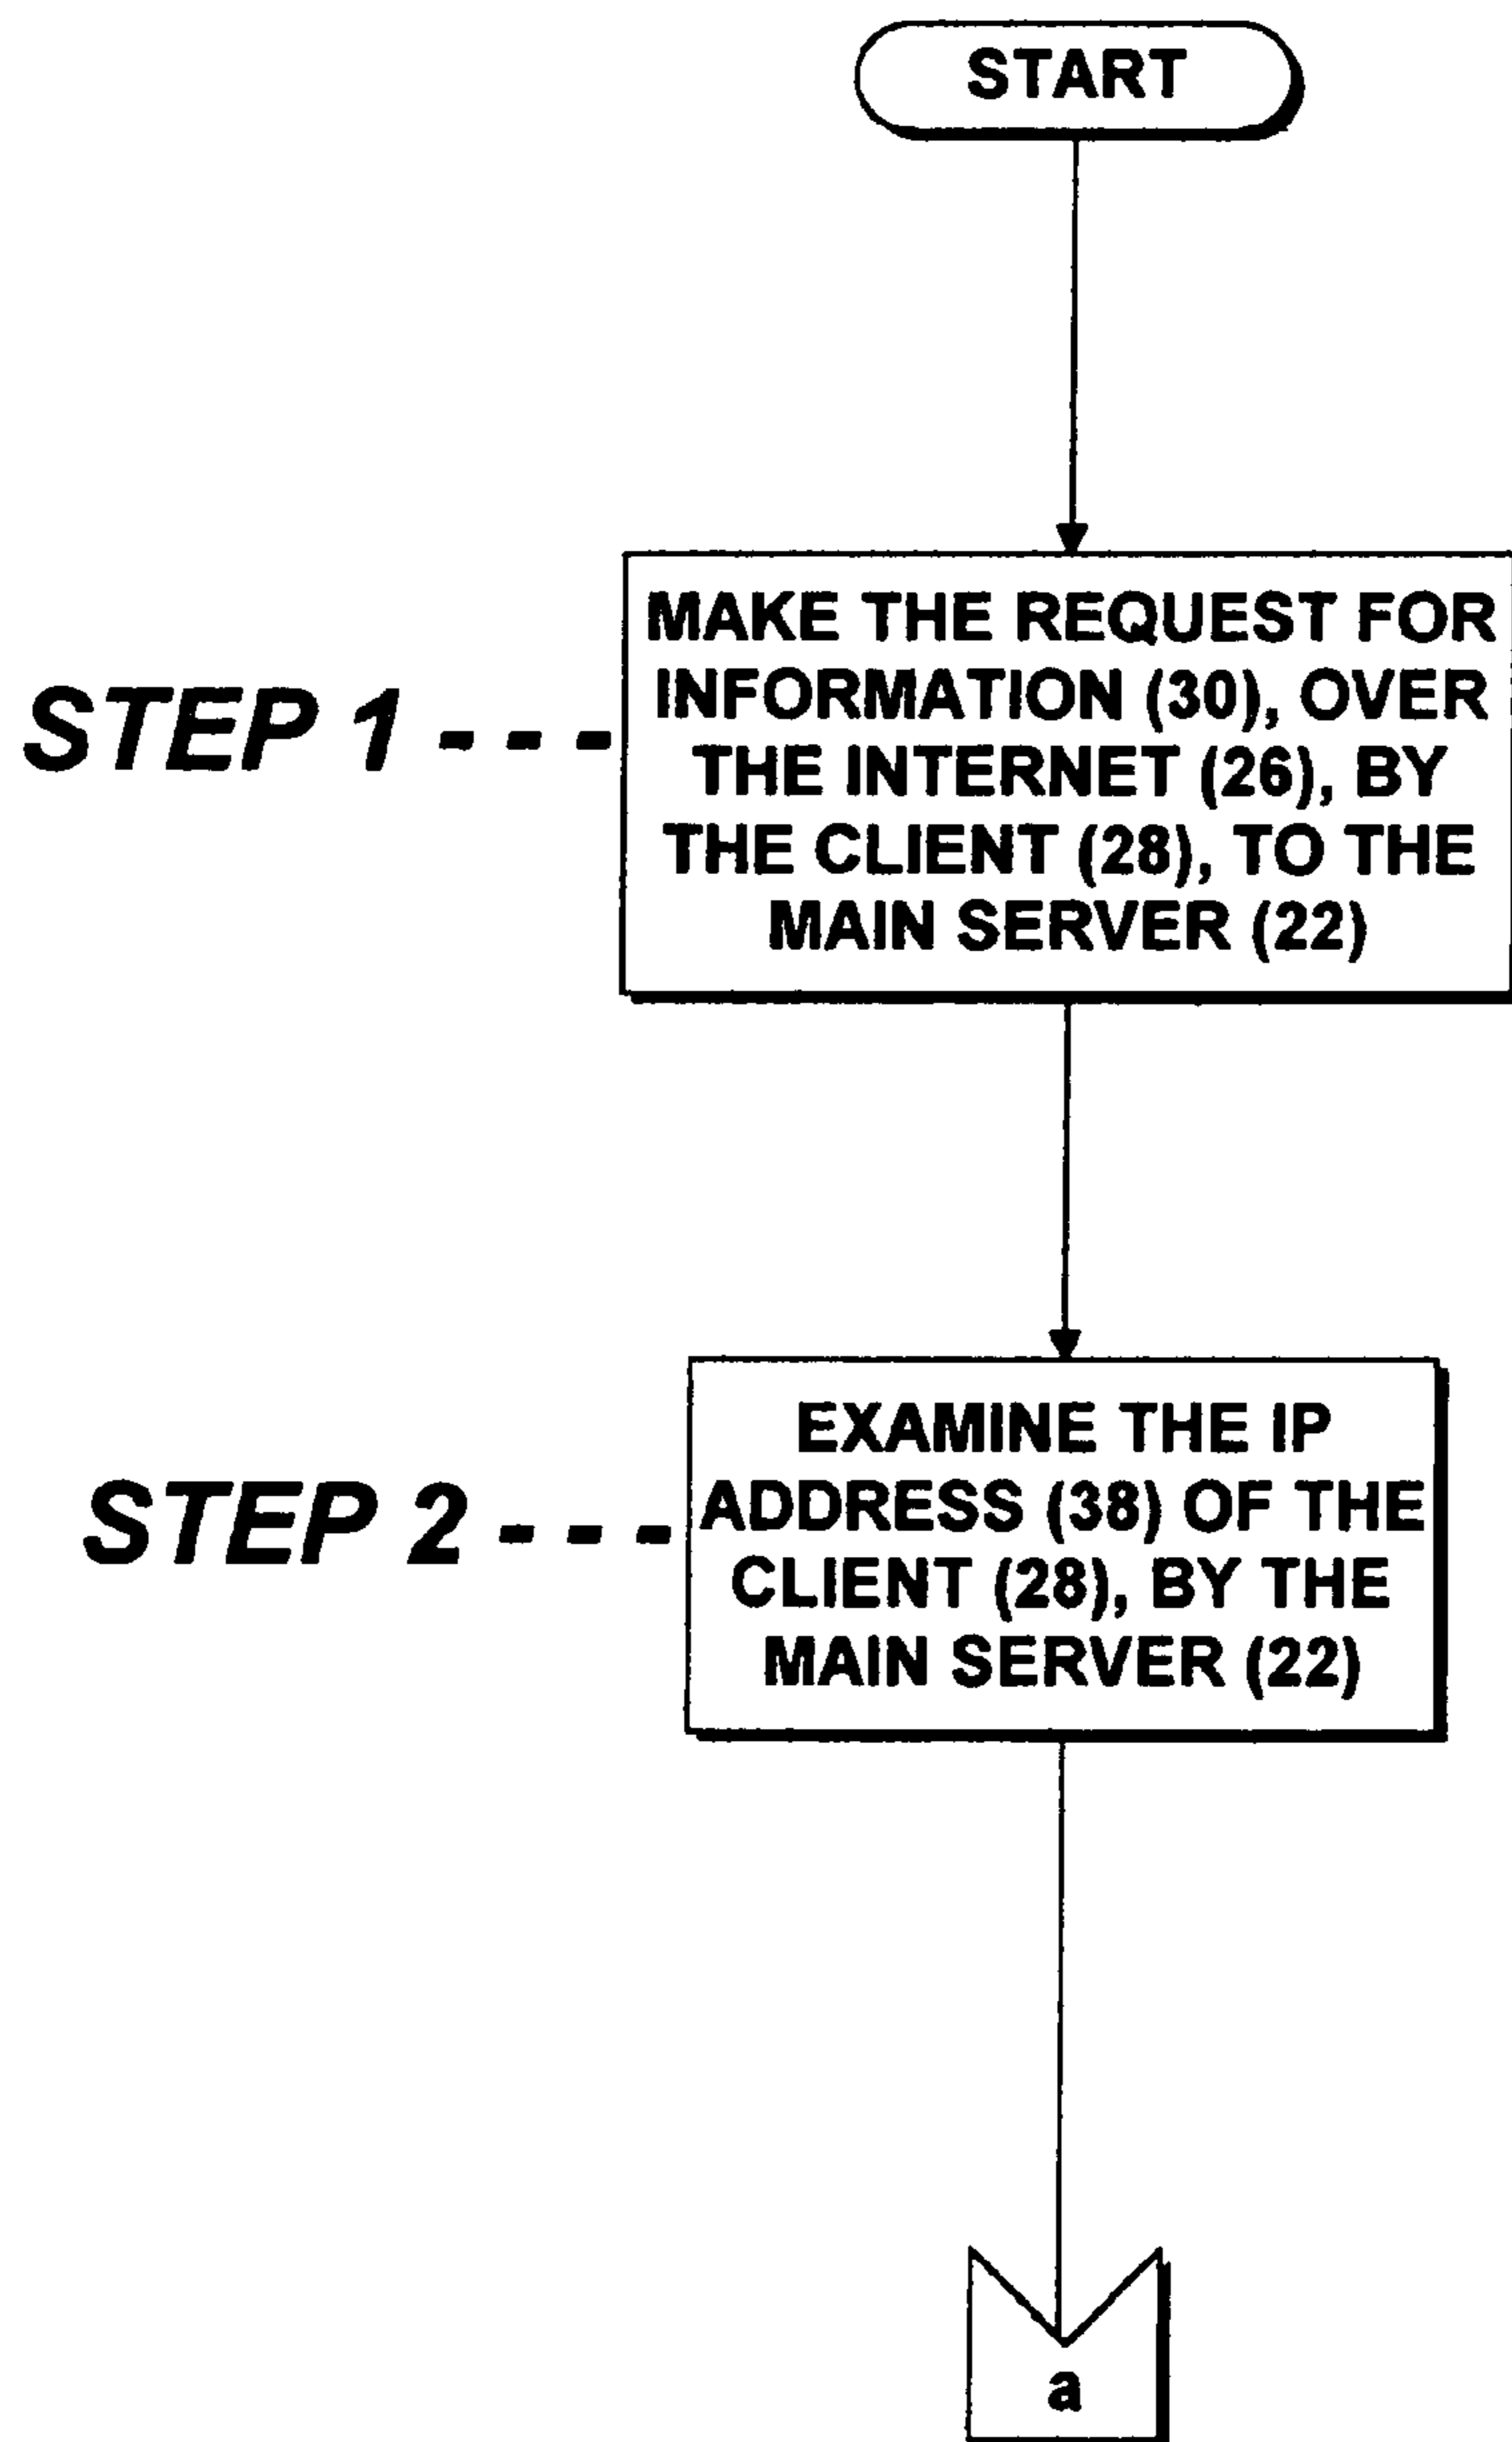 START
STEP 1
MAKE THE REQUEST FOR
INFORMATION (30), OVER
THE INTERNET (26), BY
THE CLIENT (28), TO THE
MAIN SERVER (22)
STEP 2
EXAMINE THE IP
ADDRESS (38) OF THE
CLIENT (28), BY THE
MAIN SERVER (22)
a